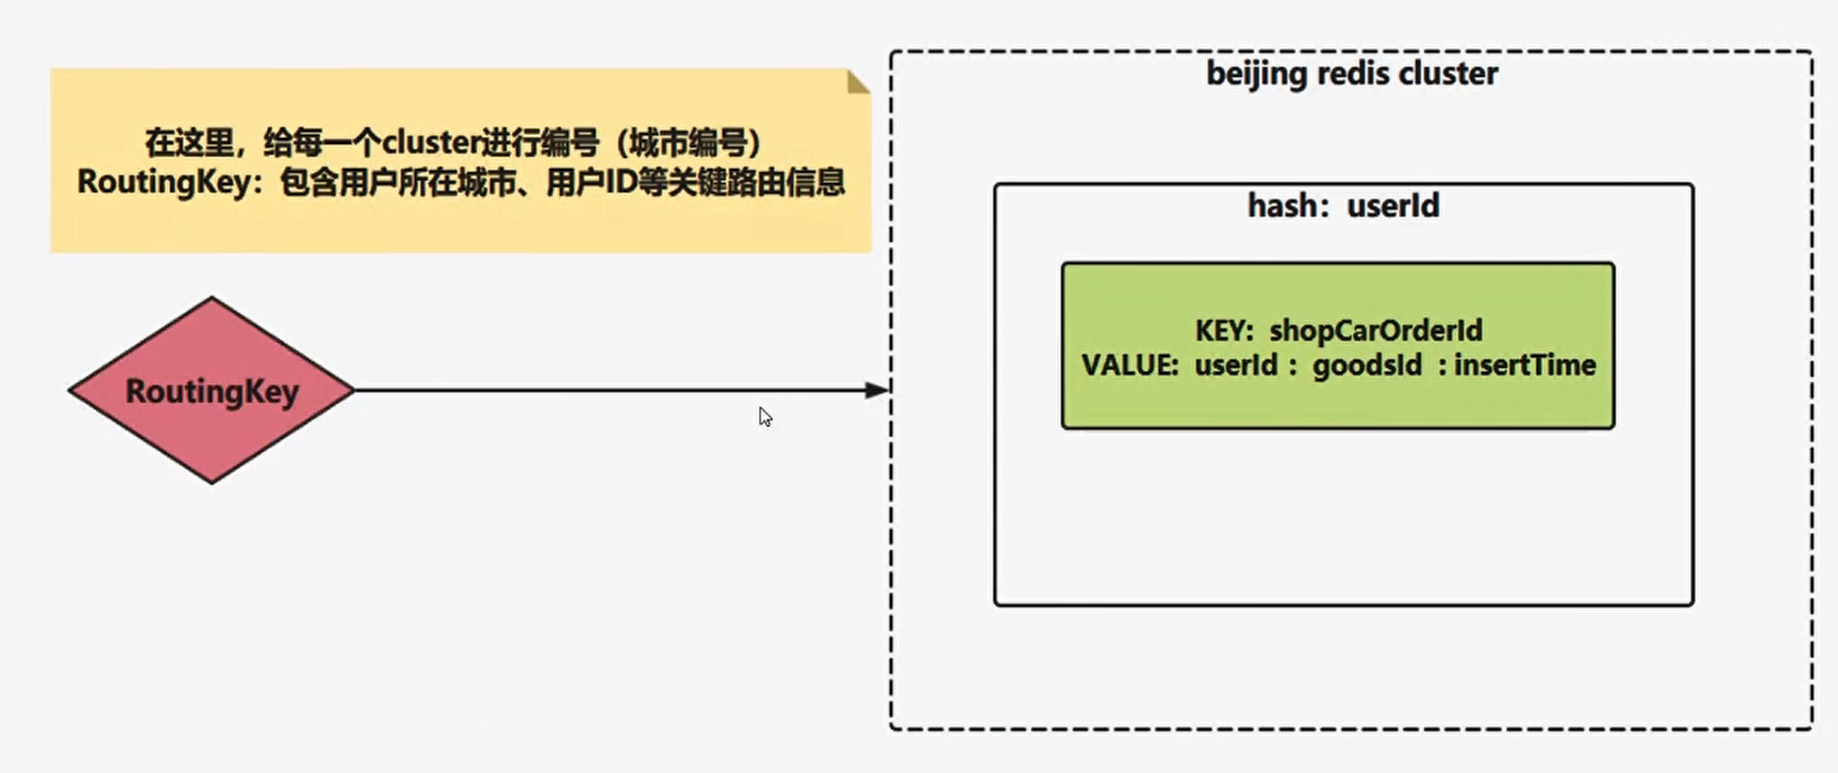 在这里，给每一个cluster进行编号（城市编号）
RoutingKey：包含用户所在城市、用户ID等关键路由信息
RoutingKey
beijing redis cluster
hash：userId
KEY：shopCarOrderId
VALUE：userId：goodsId ：insertTime